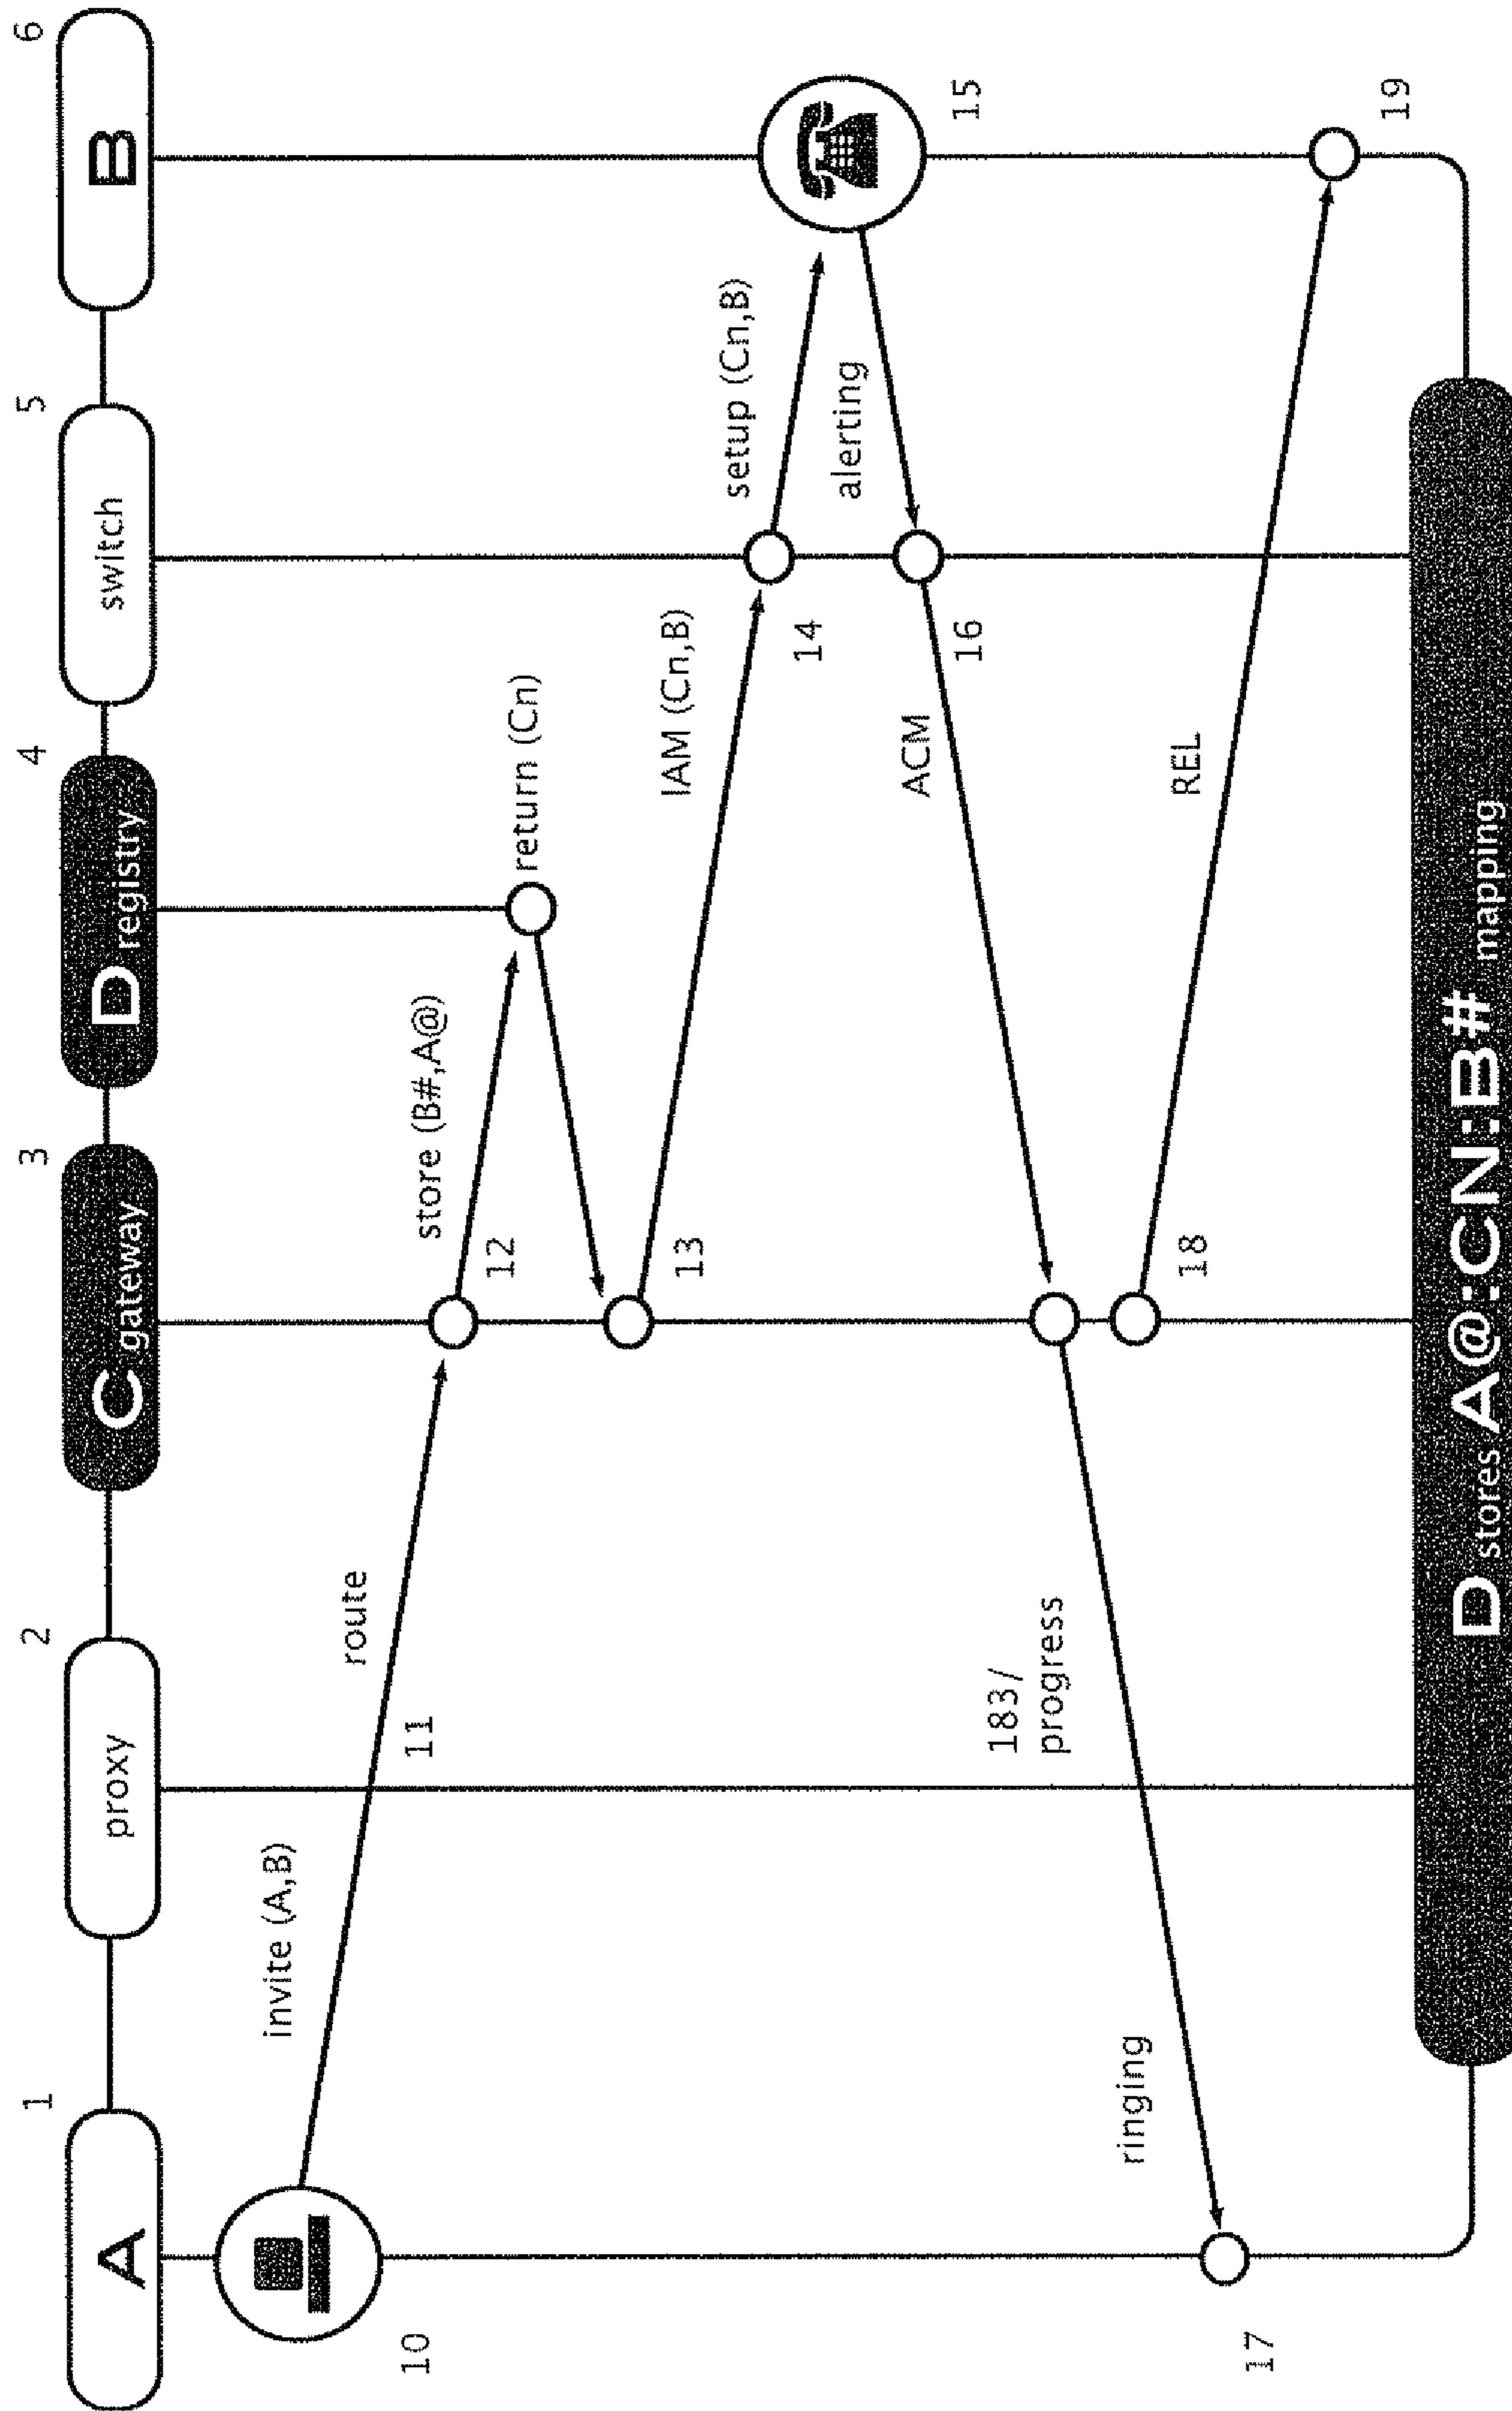 1
2
3
4
5
6
A
proxy
C gateway
D registry
switch
B
10
invite (A,B)
11
route
12
store (B#,A@)
return (Cn)
13
IAM (Cn,B)
14
setup (Cn,B)
15
alerting
16
ACM
183/
progress
ringing
17
18
REL
19
D stores A@:CN:B# mapping